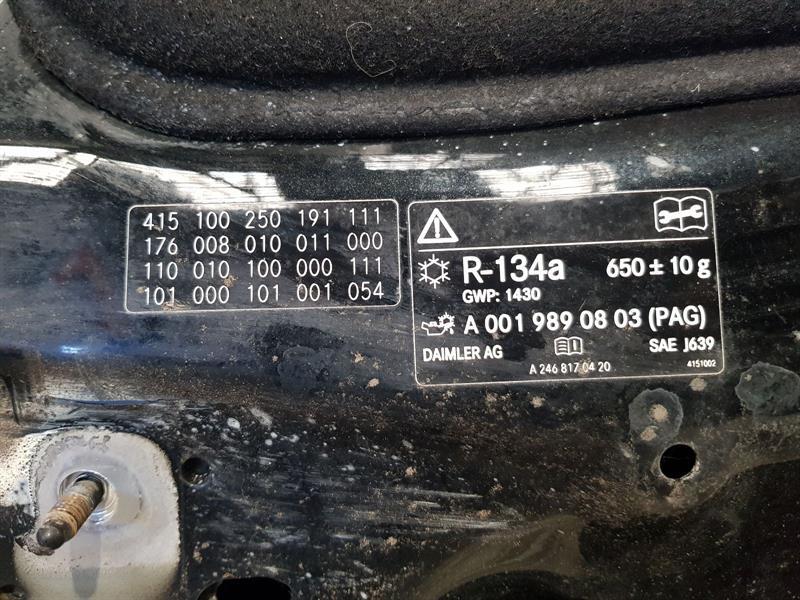 415 100 250 191 111
176 008 010 011 000
110 010 100 000 111
101 000 101 001 054
R-134a 650 ± 10 g
GWP: 1430
A 001 989 08 03 (PAG)
DAIMLER AG SAE J639
A 246 817 04 20 4151002